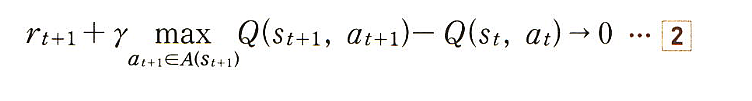 r_{t+1} + γ max_{a_{t+1}∈A(s_{t+1})} Q(s_{t+1}, a_{t+1}) − Q(s_t, a_t) → 0 ⋯ 2